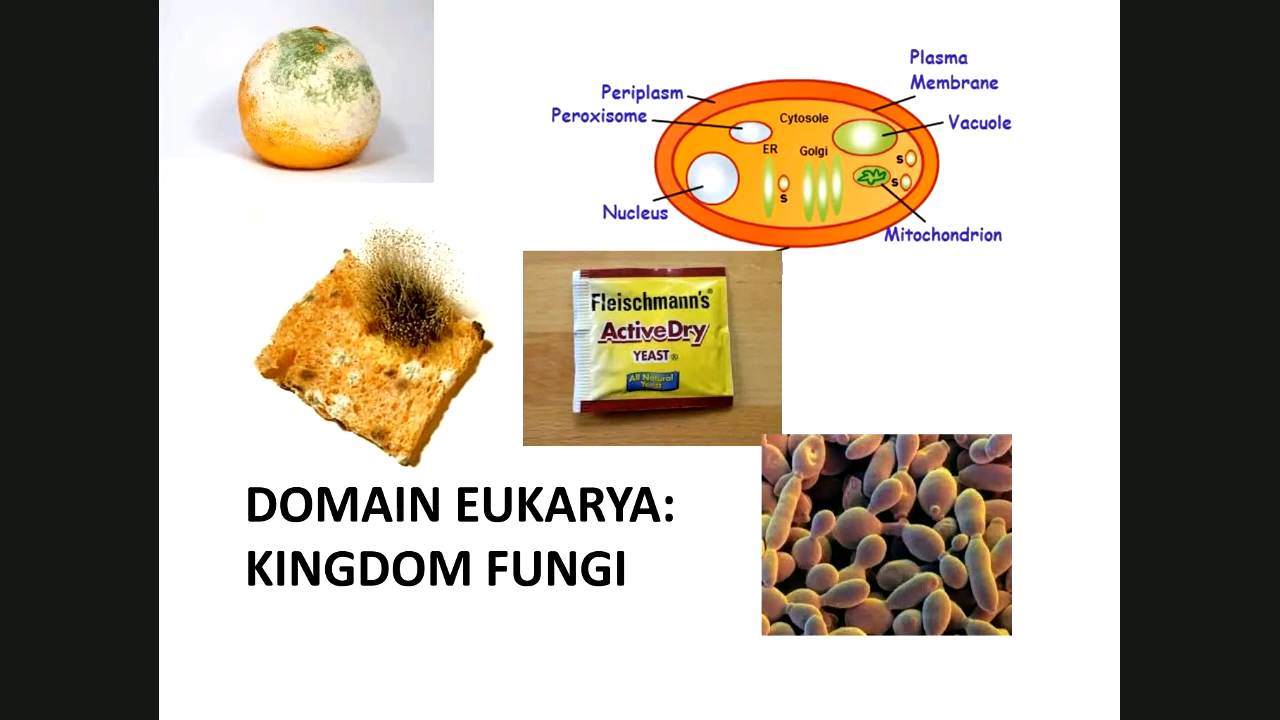 Plasma
Membrane
Periplasm
Peroxisome
Cytosole
Vacuole
ER
Golgi
S
S
S
Nucleus
Mitochondrion
Fleischmann's®
ActiveDry
YEAST®
All Natural
Yeast
DOMAIN EUKARYA:
KINGDOM FUNGI